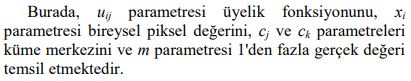 Burada, uij parametresi üyelik fonksiyonunu, xi
parametresi bireysel piksel değerini, cj ve ck parametreleri
küme merkezini ve m parametresi 1'den fazla gerçek değeri
temsil etmektedir.